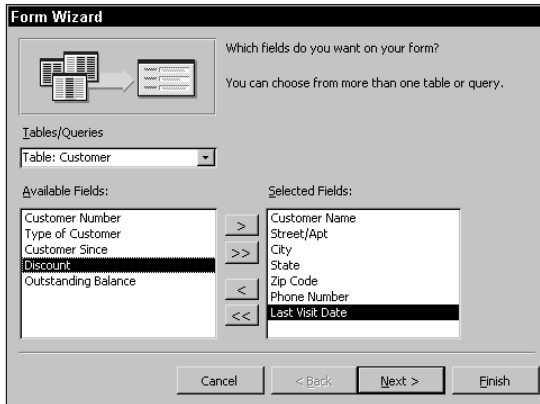 Form Wizard
Which fields do you want on your form?
You can choose from more than one table or query.
Tables/Queries
Table: Customer
Available Fields:
Customer Number
Type of Customer
Customer Since
Discount
Outstanding Balance
>
>>
<
<<
Selected Fields:
Customer Name
Street/Apt
City
State
Zip Code
Phone Number
Last Visit Date
Cancel
< Back
Next >
Finish